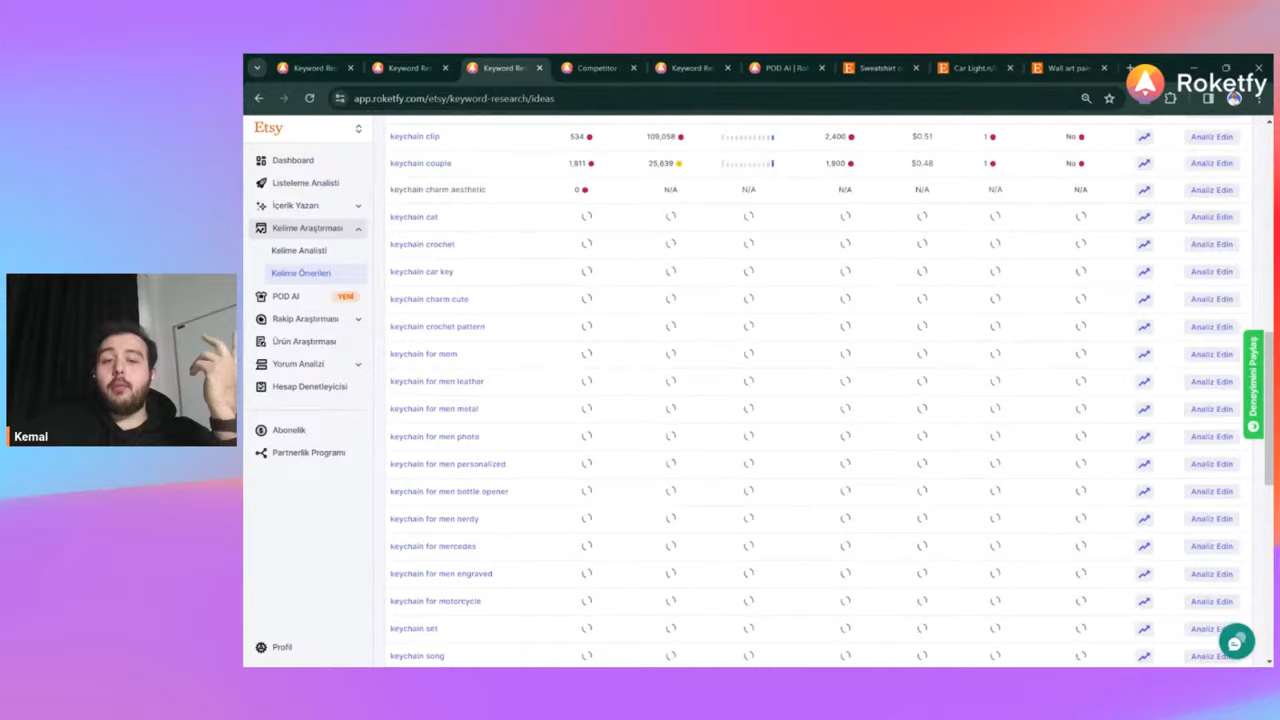 Keyword Re
Keyword Res
Keyword Re
Competitor
Keyword Re
POD AI | Ro
Sweatshirt
Car Light.n
Wall art pai
Roketfy
app.roketfy.com/etsy/keyword-research/ideas
Etsy
Dashboard
Listeleme Analisti
İçerik Yazarı
Kelime Araştırması
Kelime Analisti
Kelime Önerileri
POD AI
YENİ
Rakip Araştırması
Ürün Araştırması
Yorum Analizi
Hesap Denetleyicisi
Abonelik
Partnerlik Programı
Profil
keychain clip 534 109,058 2,400 $0.51 1 No Analiz Edin
keychain couple 1,811 25,639 1,900 $0.48 1 No Analiz Edin
keychain charm aesthetic 0 N/A N/A N/A N/A N/A N/A Analiz Edin
keychain cat Analiz Edin
keychain crochet Analiz Edin
keychain car key Analiz Edin
keychain charm cute Analiz Edin
keychain crochet pattern Analiz Edin
keychain for mom Analiz Edin
keychain for men leather Analiz Edin
keychain for men metal Analiz Edin
keychain for men photo Analiz Edin
keychain for men personalized Analiz Edin
keychain for men bottle opener Analiz Edin
keychain for men nerdy Analiz Edin
keychain for mercedes Analiz Edin
keychain for men engraved Analiz Edin
keychain for motorcycle Analiz Edin
keychain set Analiz Edin
keychain song Analiz Edin
Deneyimini Paylaş
Kemal